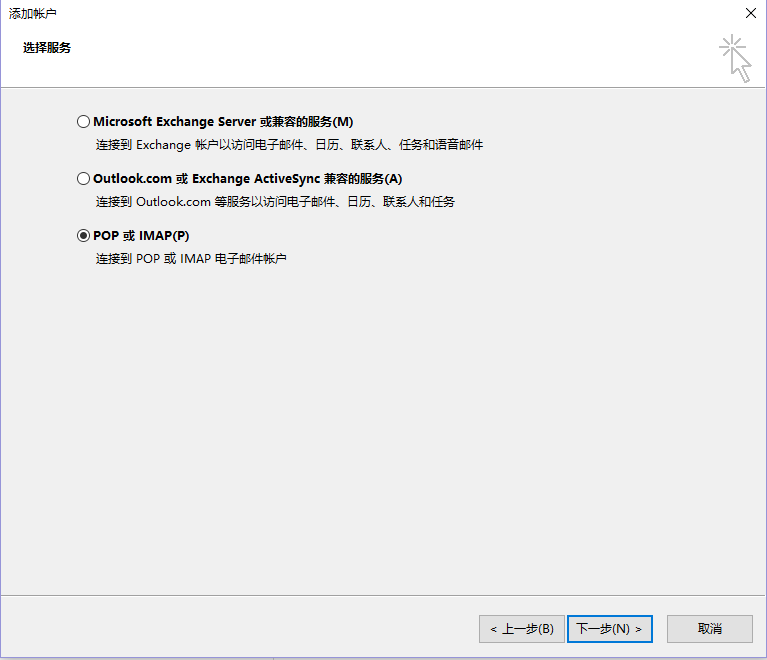 添加帐户
选择服务
Microsoft Exchange Server 或兼容的服务(M)
连接到 Exchange 帐户以访问电子邮件、日历、联系人、任务和语音邮件
Outlook.com 或 Exchange ActiveSync 兼容的服务(A)
连接到 Outlook.com 等服务以访问电子邮件、日历、联系人和任务
POP 或 IMAP(P)
连接到 POP 或 IMAP 电子邮件帐户
< 上一步(B) 下一步(N) > 取消